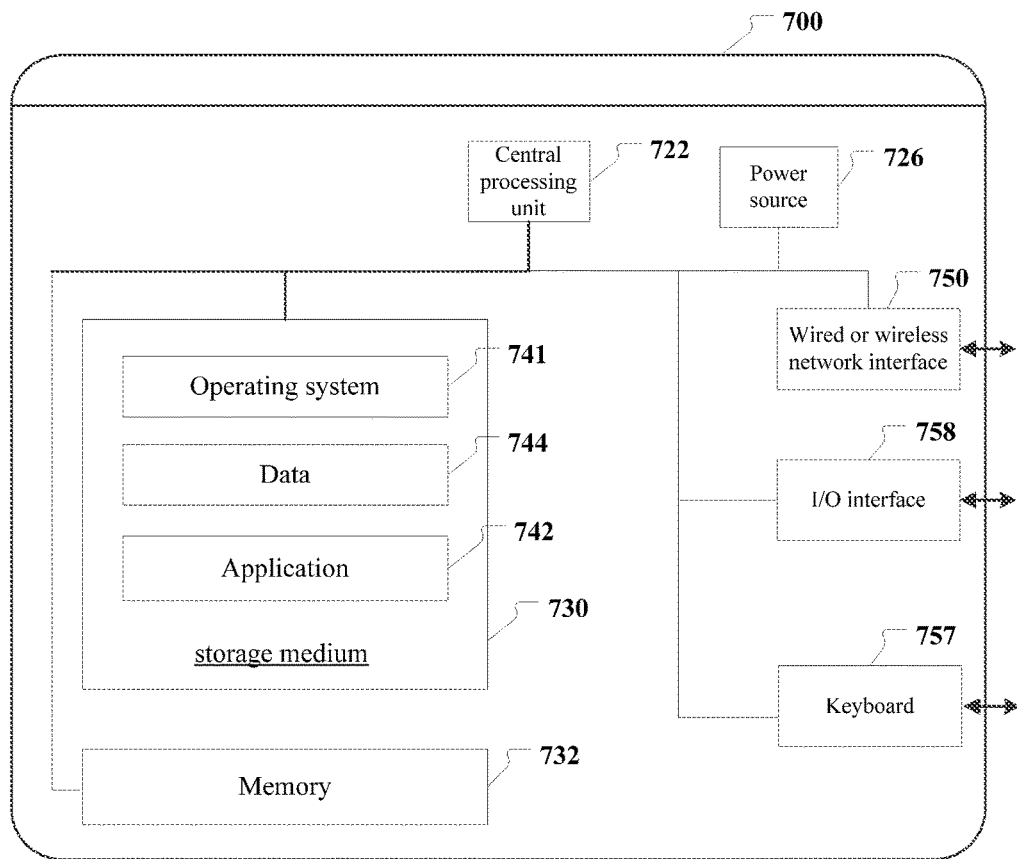 700
Central
processing
unit
722
Power
source
726
750
Wired or wireless
network interface
Operating system
741
Data
744
Application
742
storage medium
730
758
I/O interface
757
Keyboard
Memory
732